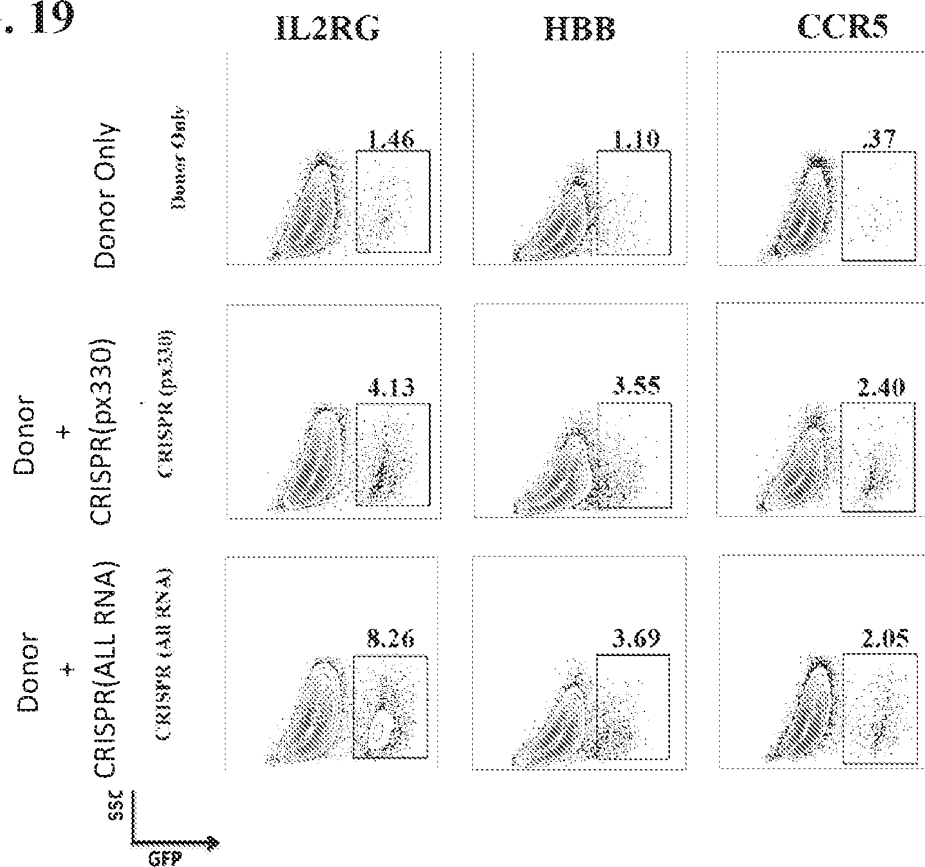 . 19
IL2RG HBB CCR5
Donor Only
Donor Only
1.46 1.10 .37
Donor
+
CRISPR(px330)
CRISPR (px330)
4.13 3.55 2.40
Donor
+
CRISPR(ALL RNA)
CRISPR (All RNA)
8.26 3.69 2.05
SSC
GFP